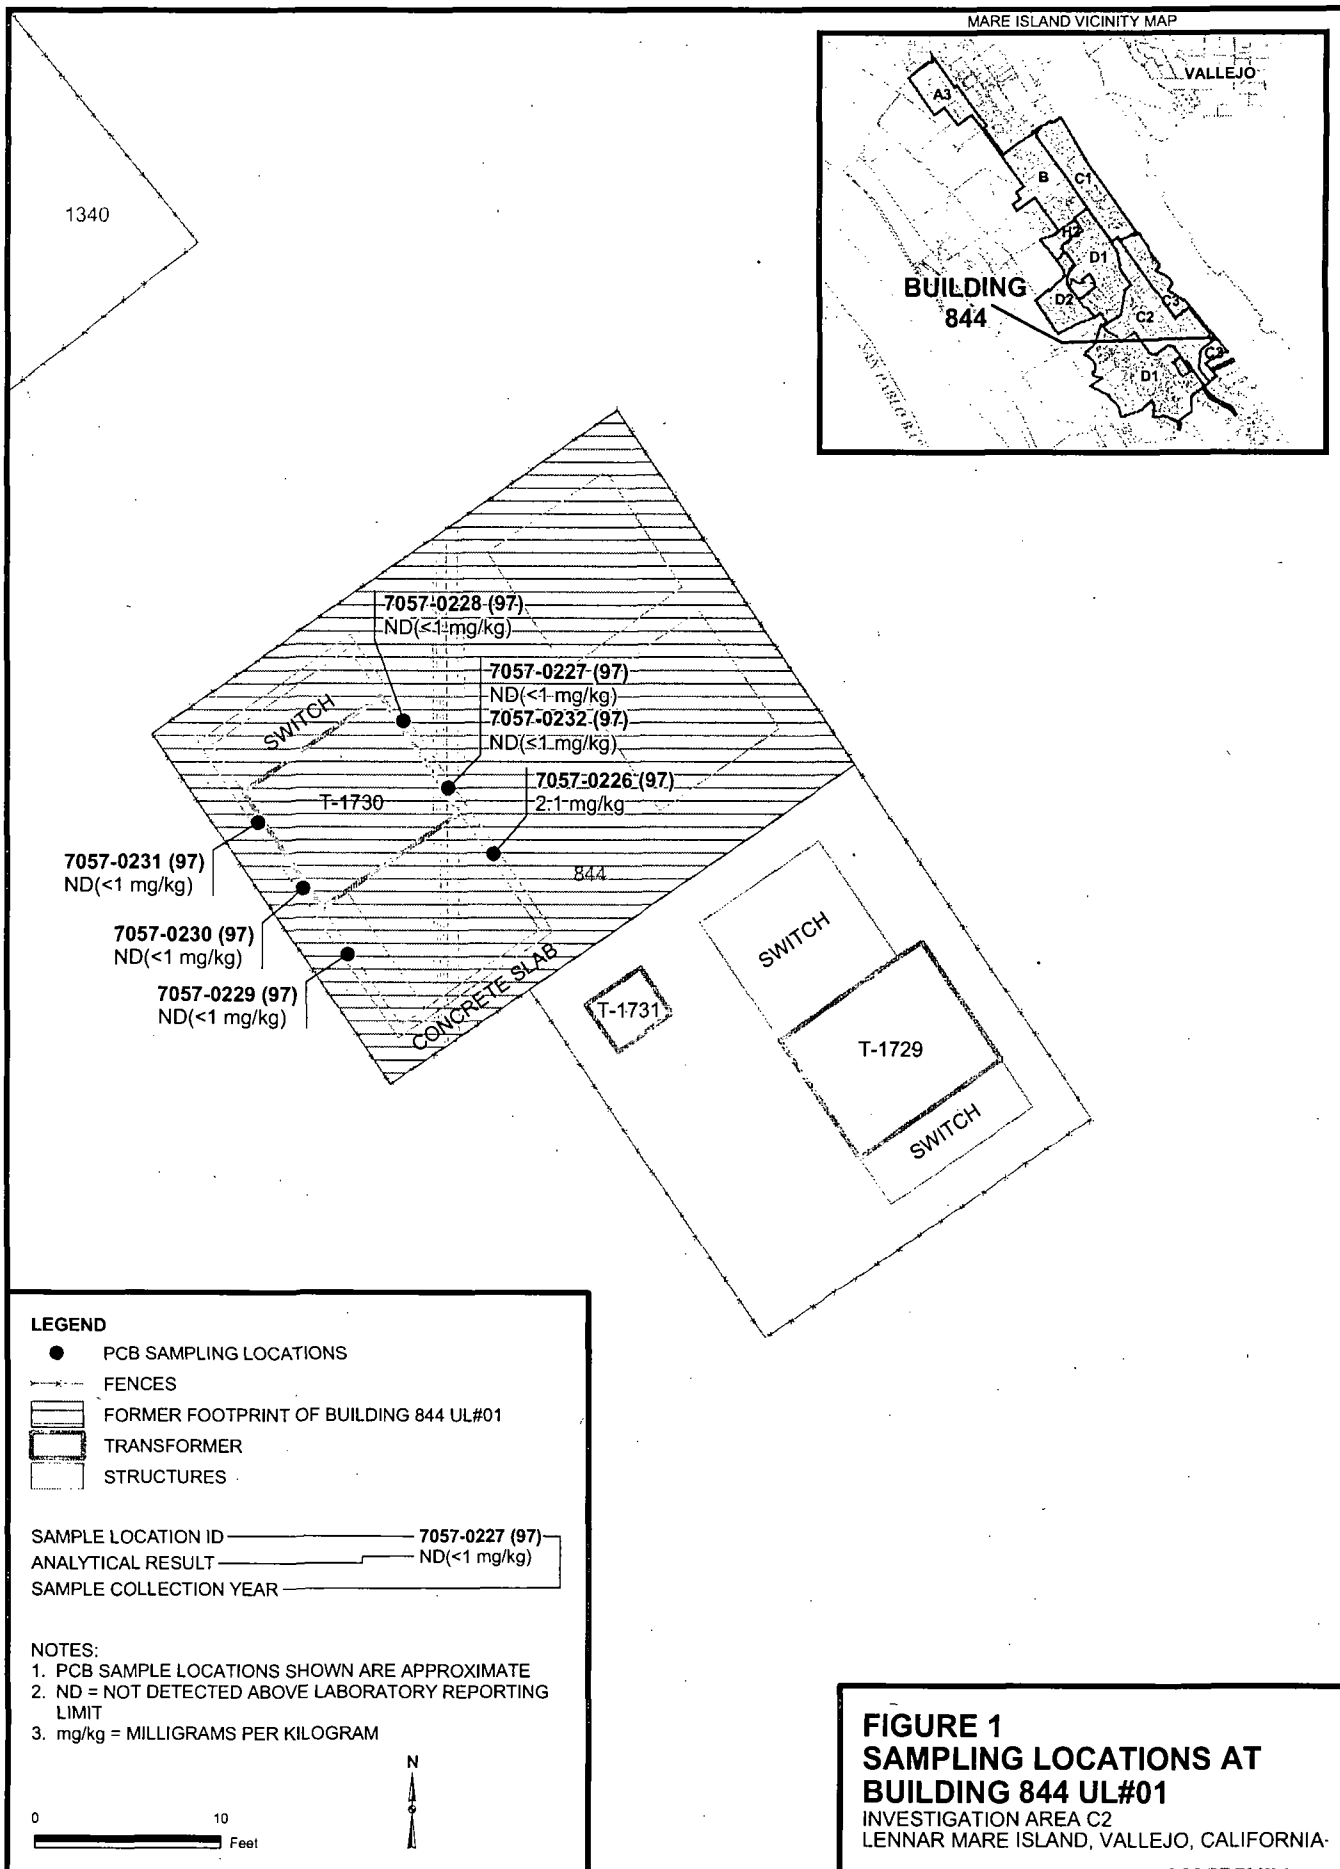 MARE ISLAND VICINITY MAP
VALLEJO
A3
B
C1
H2
D1
BUILDING
844
D2
C2
C3
C3
D1
1340
7057-0228 (97)
ND(<1 mg/kg)
7057-0227 (97)
ND(<1 mg/kg)
7057-0232 (97)
ND(<1 mg/kg)
SWITCH
7057-0226 (97)
2.1 mg/kg
T-1730
7057-0231 (97)
ND(<1 mg/kg)
844
7057-0230 (97)
ND(<1 mg/kg)
7057-0229 (97)
ND(<1 mg/kg)
CONCRETE SLAB
SWITCH
T-1731
T-1729
SWITCH
LEGEND
PCB SAMPLING LOCATIONS
FENCES
FORMER FOOTPRINT OF BUILDING 844 UL#01
TRANSFORMER
STRUCTURES
SAMPLE LOCATION ID 7057-0227 (97)
ANALYTICAL RESULT ND(<1 mg/kg)
SAMPLE COLLECTION YEAR
NOTES:
1. PCB SAMPLE LOCATIONS SHOWN ARE APPROXIMATE
2. ND = NOT DETECTED ABOVE LABORATORY REPORTING
LIMIT
3. mg/kg = MILLIGRAMS PER KILOGRAM
N
0 10
Feet
FIGURE 1
SAMPLING LOCATIONS AT
BUILDING 844 UL#01
INVESTIGATION AREA C2
LENNAR MARE ISLAND, VALLEJO, CALIFORNIA